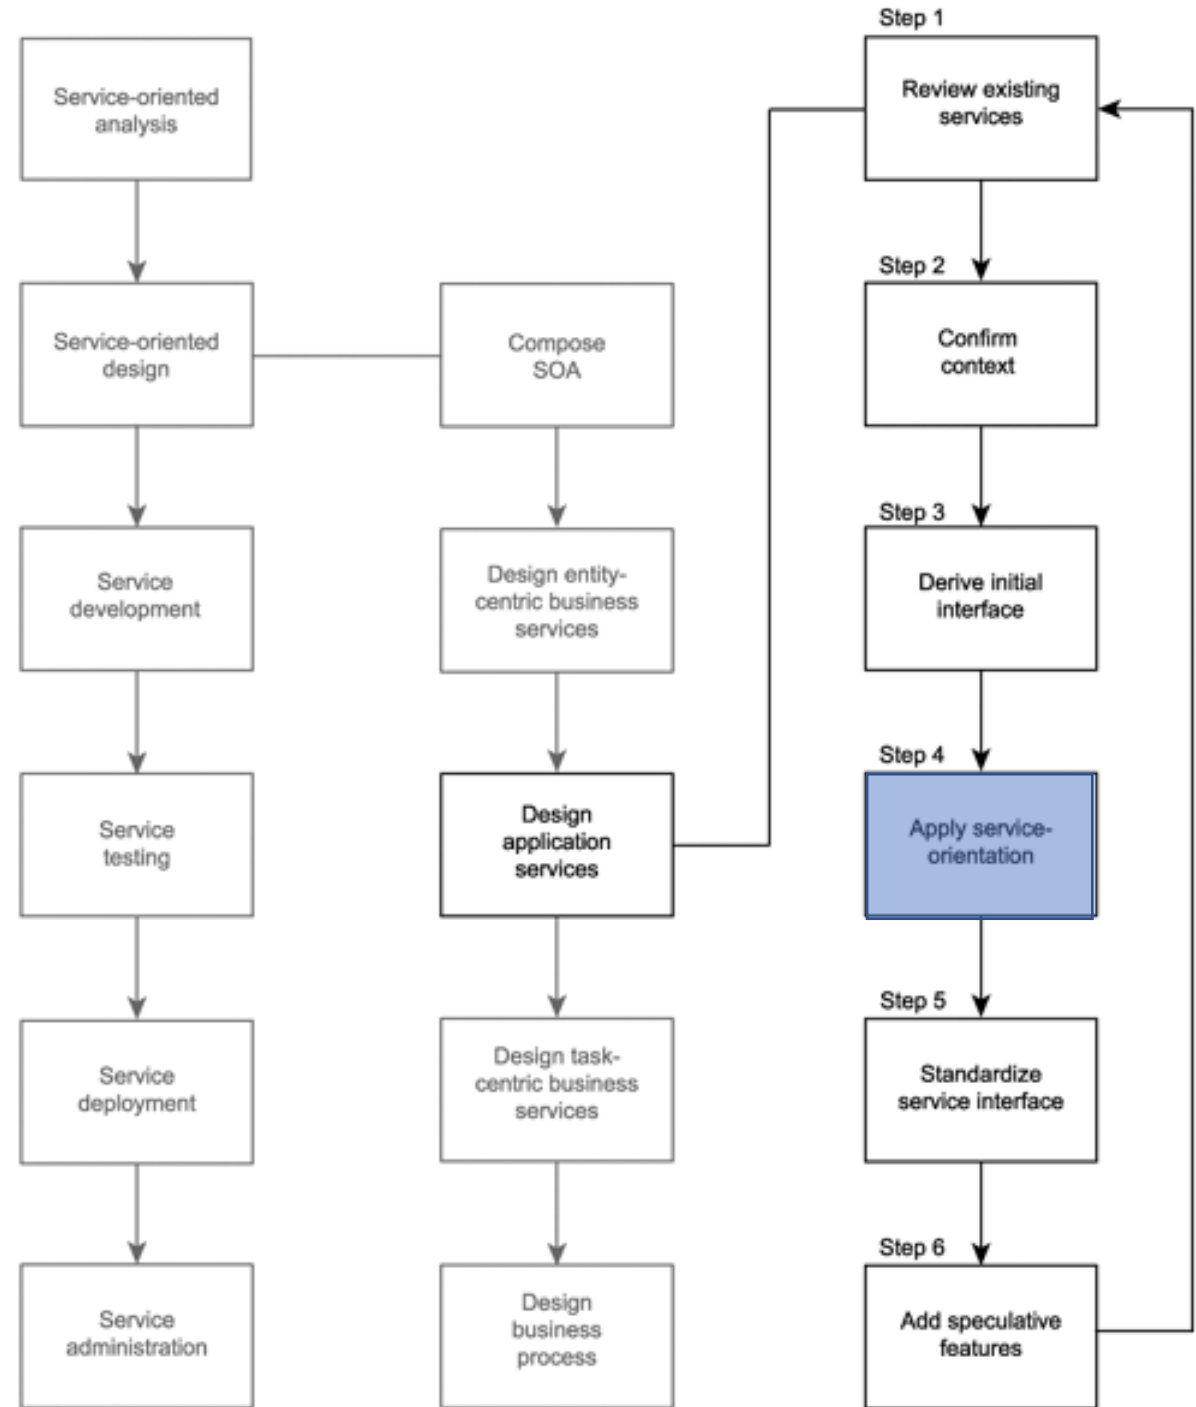 Service-oriented
analysis
Service-oriented
design
Service
development
Service
testing
Service
deployment
Service
administration
Compose
SOA
Design entity-
centric business
services
Design
application
services
Design task-
centric business
services
Design
business
process
Step 1
Review existing
services
Step 2
Confirm
context
Step 3
Derive initial
interface
Step 4
Apply service-
orientation
Step 5
Standardize
service interface
Step 6
Add speculative
features